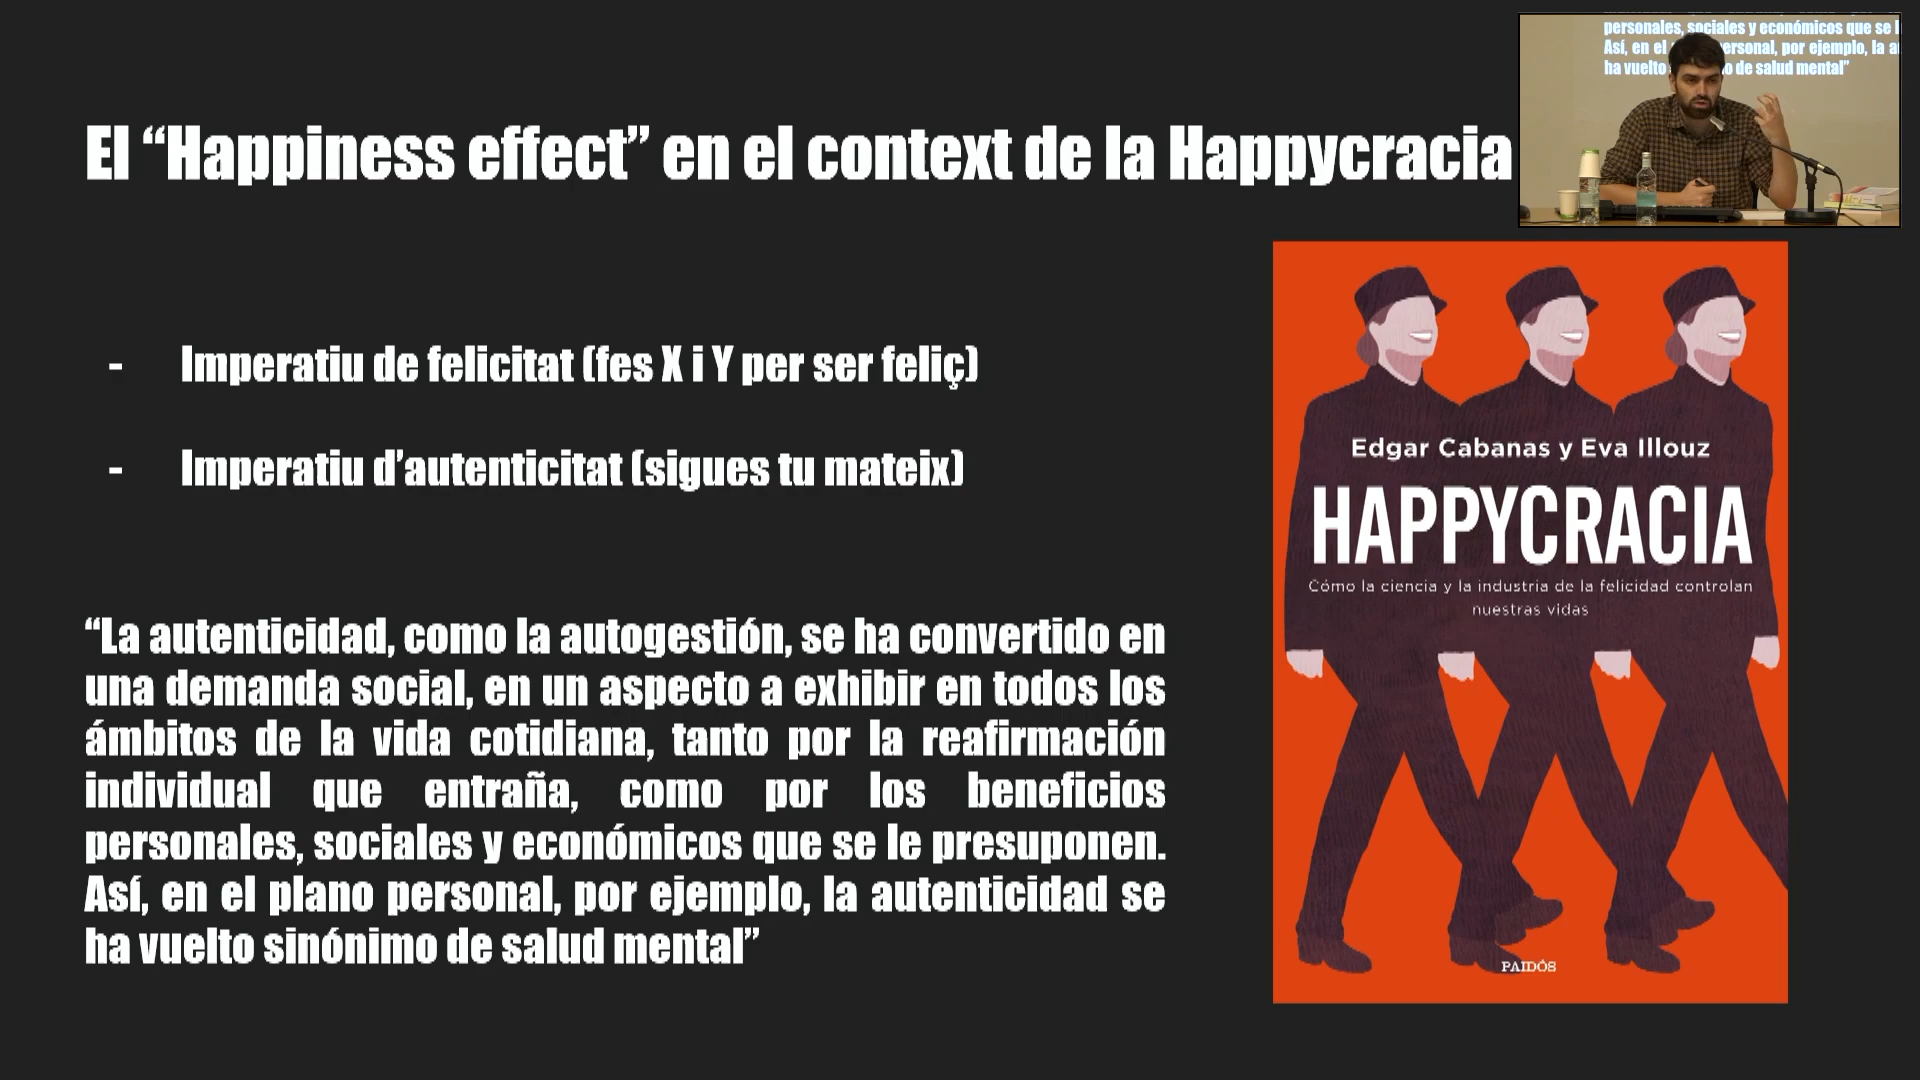 El “Happiness effect” en el context de la Happycracia
- Imperatiu de felicitat (fes X i Y per ser feliç)
- Imperatiu d’autenticitat (sigues tu mateix)
“La autenticidad, como la autogestión, se ha convertido en
una demanda social, en un aspecto a exhibir en todos los
ámbitos de la vida cotidiana, tanto por la reafirmación
individual que entraña, como por los beneficios
personales, sociales y económicos que se le presuponen.
Así, en el plano personal, por ejemplo, la autenticidad se
ha vuelto sinónimo de salud mental”
personales, sociales y económicos que se l
Así, en el ersonal, por ejemplo, la a
ha vuelto o de salud mental”
Edgar Cabanas y Eva Illouz
HAPPYCRACIA
Cómo la ciencia y la industria de la felicidad controlan
nuestras vidas
PAIDÓS